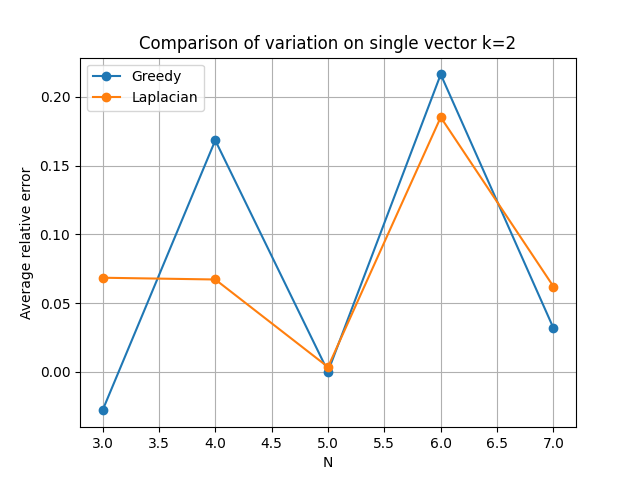 Comparison of variation on single vector k=2
Greedy
Laplacian
Average relative error
0.20
0.15
0.10
0.05
0.00
3.0 3.5 4.0 4.5 5.0 5.5 6.0 6.5 7.0
N